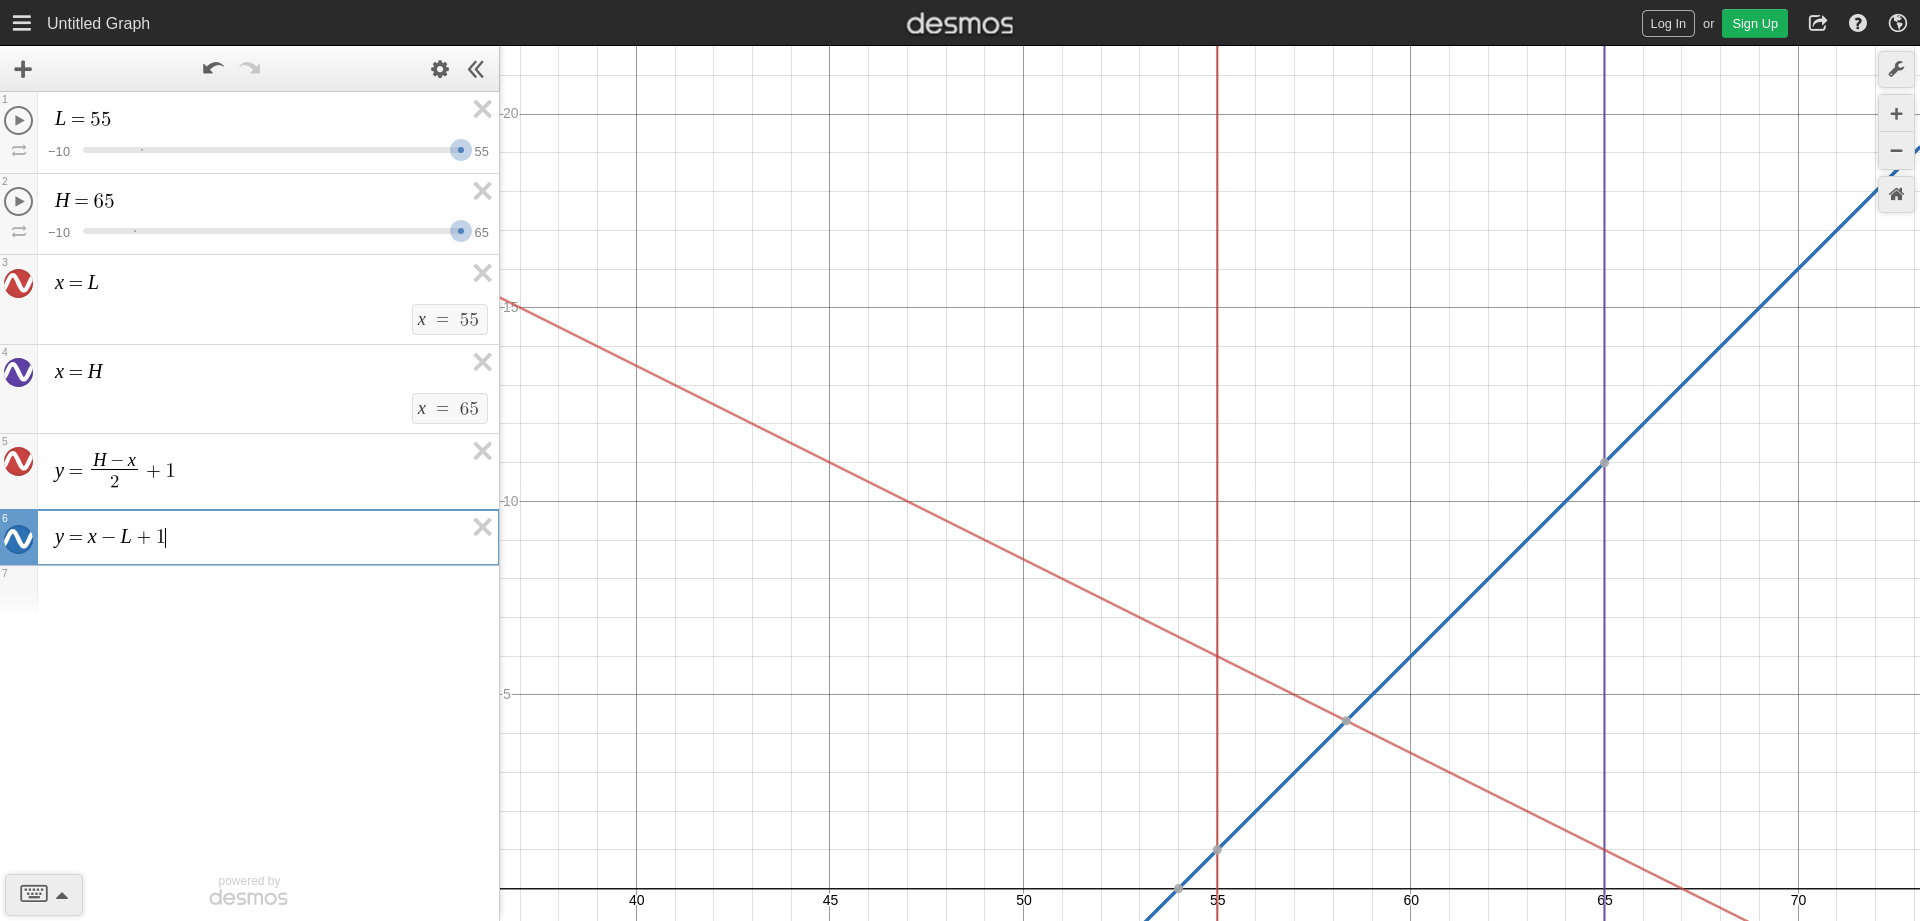 Untitled Graph
desmos
Log In or Sign Up
1
L = 55
−10 55
2
H = 65
−10 65
3
x = L
x = 55
4
x = H
x = 65
5
y = (H − x)/2 + 1
6
y = x − L + 1
7
powered by
desmos
20
15
10
5
40 45 50 55 60 65 70